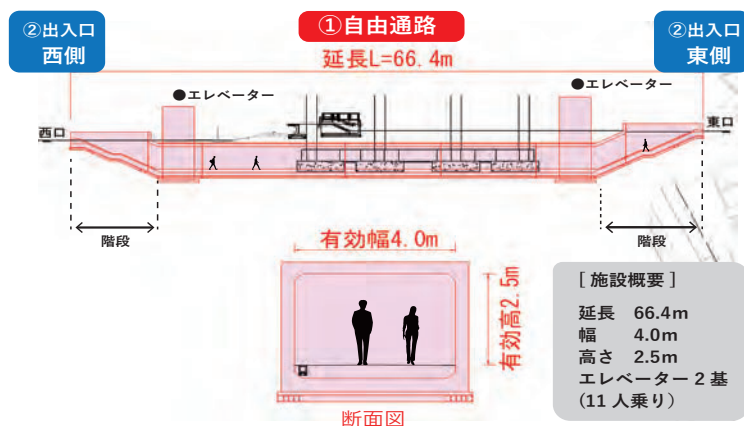 ②出入口
西側
①自由通路
②出入口
東側
延長L=66.4m
●エレベーター
●エレベーター
西口
東口
階段
階段
有効幅4.0m
有効高2.5m
断面図
[ 施設概要 ]
延長 66.4m
幅 4.0m
高さ 2.5m
エレベーター 2 基
(11 人乗り)